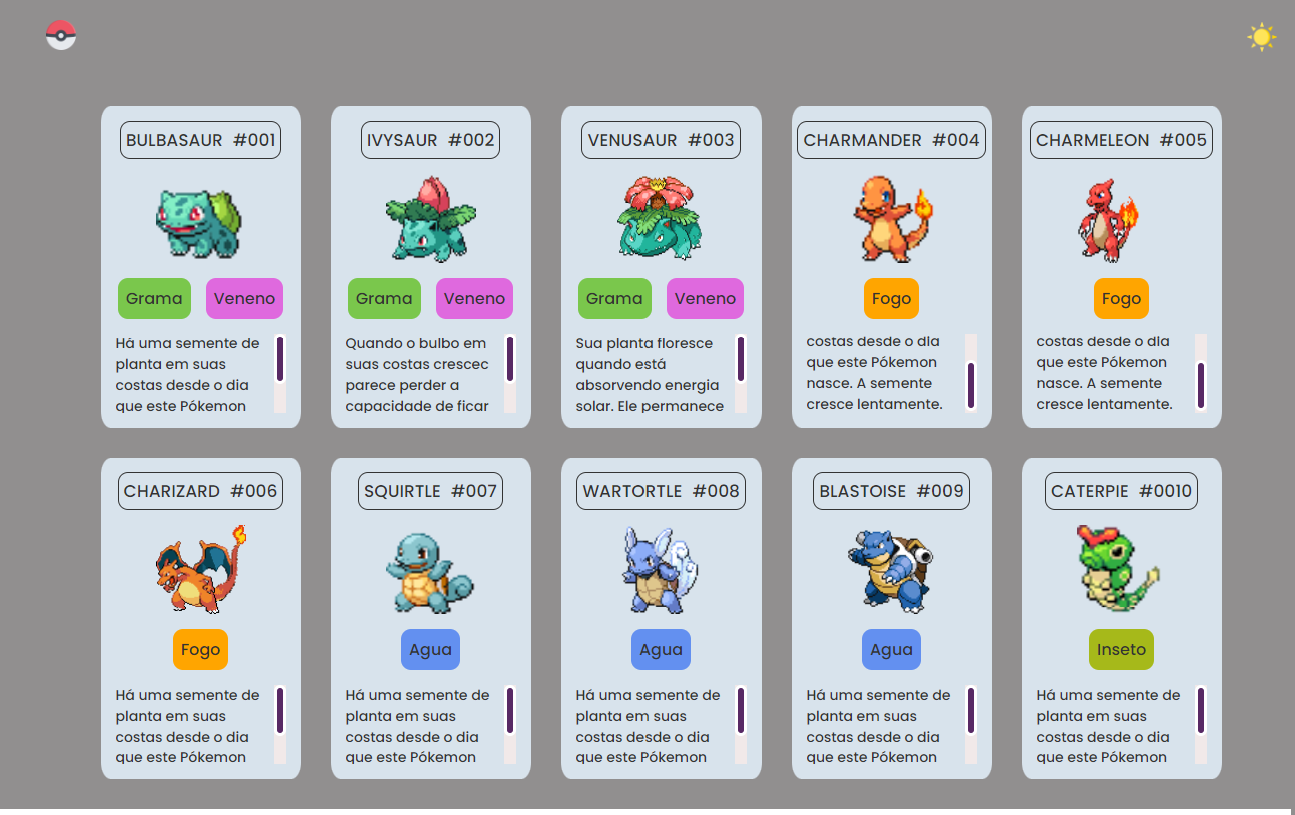 BULBASAUR #001
Grama Veneno
Há uma semente de
planta em suas
costas desde o dia
que este Pókemon
IVYSAUR #002
Grama Veneno
Quando o bulbo em
suas costas crescec
parece perder a
capacidade de ficar
VENUSAUR #003
Grama Veneno
Sua planta floresce
quando está
absorvendo energia
solar. Ele permanece
CHARMANDER #004
Fogo
costas desde o dia
que este Pókemon
nasce. A semente
cresce lentamente.
CHARMELEON #005
Fogo
costas desde o dia
que este Pókemon
nasce. A semente
cresce lentamente.
CHARIZARD #006
Fogo
Há uma semente de
planta em suas
costas desde o dia
que este Pókemon
SQUIRTLE #007
Agua
Há uma semente de
planta em suas
costas desde o dia
que este Pókemon
WARTORTLE #008
Agua
Há uma semente de
planta em suas
costas desde o dia
que este Pókemon
BLASTOISE #009
Agua
Há uma semente de
planta em suas
costas desde o dia
que este Pókemon
CATERPIE #0010
Inseto
Há uma semente de
planta em suas
costas desde o dia
que este Pókemon